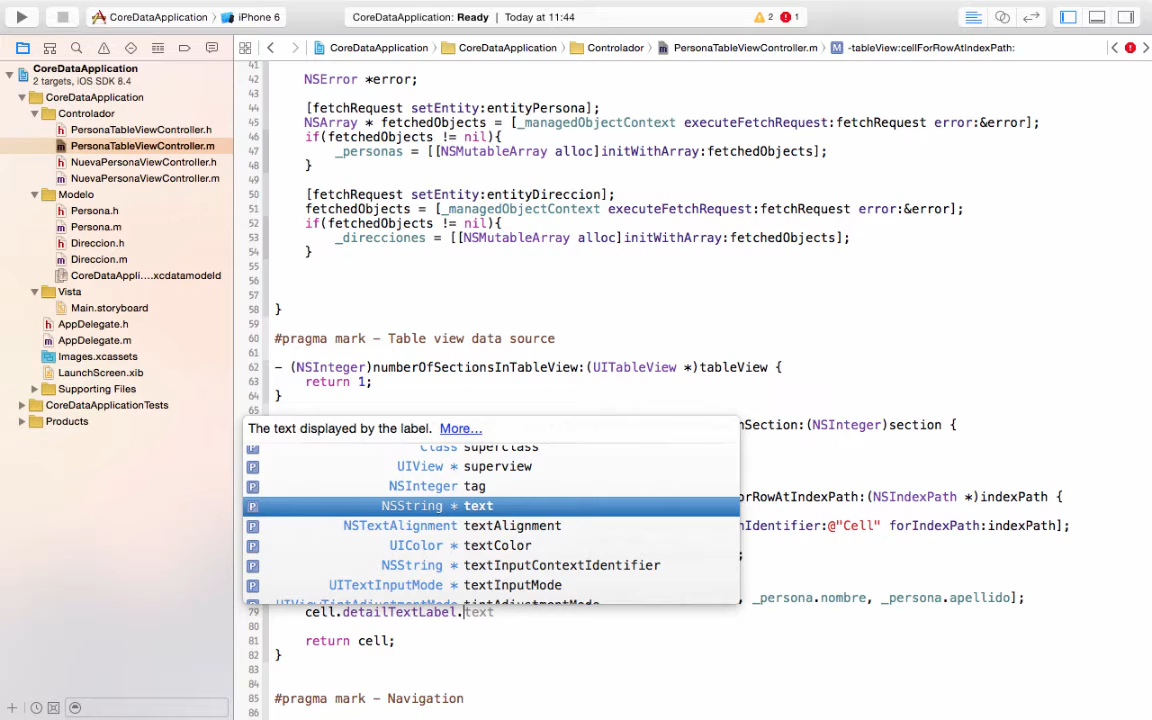 CoreDataApplication
iPhone 6
CoreDataApplication: Ready
Today at 11:44
2
1
CoreDataApplication
CoreDataApplication
Controlador
PersonaTableViewController.m
-tableView:cellForRowAtIndexPath:
CoreDataApplication
2 targets, iOS SDK 8.4
CoreDataApplication
Controlador
PersonaTableViewController.h
PersonaTableViewController.m
NuevaPersonaViewController.h
NuevaPersonaViewController.m
Modelo
Persona.h
Persona.m
Direccion.h
Direccion.m
CoreDataAppli....xcdatamodeld
Vista
Main.storyboard
AppDelegate.h
AppDelegate.m
Images.xcassets
LaunchScreen.xib
Supporting Files
CoreDataApplicationTests
Products
41
42 NSError *error;
43
44 [fetchRequest setEntity:entityPersona];
45 NSArray * fetchedObjects = [_managedObjectContext executeFetchRequest:fetchRequest error:&error];
46 if(fetchedObjects != nil){
47 _personas = [[NSMutableArray alloc]initWithArray:fetchedObjects];
48 }
49
50 [fetchRequest setEntity:entityDireccion];
51 fetchedObjects = [_managedObjectContext executeFetchRequest:fetchRequest error:&error];
52 if(fetchedObjects != nil){
53 _direcciones = [[NSMutableArray alloc]initWithArray:fetchedObjects];
54 }
55
56
57
58 }
59
60 #pragma mark - Table view data source
61
62 - (NSInteger)numberOfSectionsInTableView:(UITableView *)tableView {
63 return 1;
64 }
65
nSection:(NSInteger)section {
The text displayed by the label. More...
Class superclass
UIView * superview
NSInteger tag
orRowAtIndexPath:(NSIndexPath *)indexPath {
NSString * text
NSTextAlignment textAlignment
nIdentifier:@"Cell" forIndexPath:indexPath];
UIColor * textColor
;
NSString * textInputContextIdentifier
UITextInputMode * textInputMode
, _persona.nombre, _persona.apellido];
UIViewTintAdjustmentMode tintAdjustmentMode
79 cell.detailTextLabel.text
80
81 return cell;
82 }
83
84
85 #pragma mark - Navigation
86